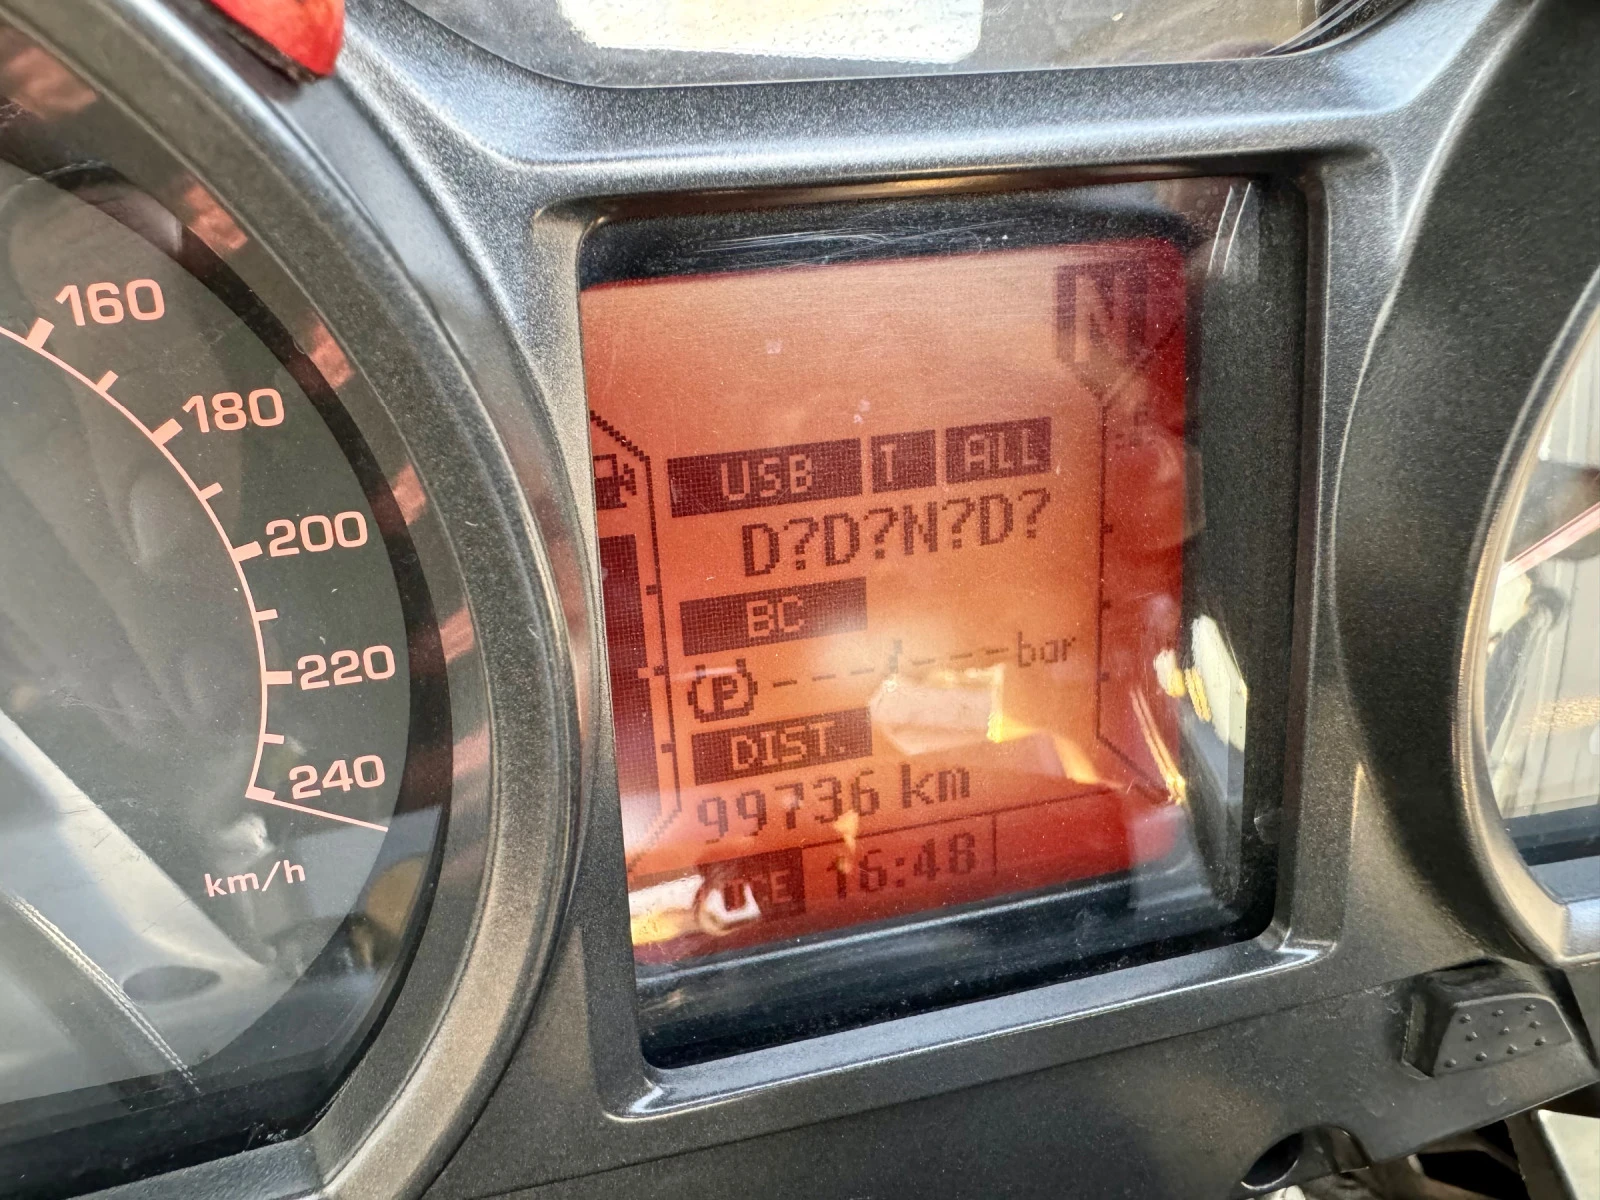 160
180
200
220
240
km/h
N
USB T ALL
D?D?N?D?
BC
(P) ---/---bar
DIST.
99736 km
16:48